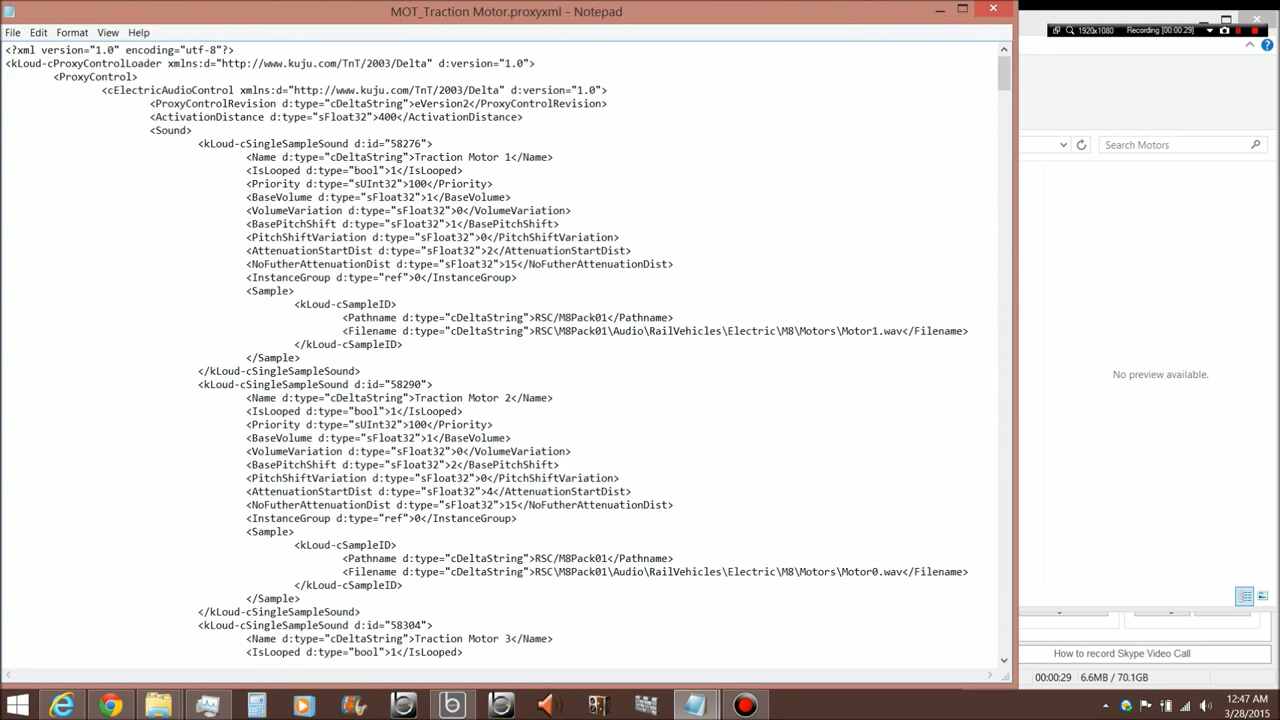 MOT_Traction Motor.proxyxml - Notepad
File Edit Format View Help
<?xml version="1.0" encoding="utf-8"?>
<kLoud-cProxyControlLoader xmlns:d="http://www.kuju.com/TnT/2003/Delta" d:version="1.0">
<ProxyControl>
<cElectricAudioControl xmlns:d="http://www.kuju.com/TnT/2003/Delta" d:version="1.0">
<ProxyControlRevision d:type="cDeltaString">eVersion2</ProxyControlRevision>
<ActivationDistance d:type="sFloat32">400</ActivationDistance>
<Sound>
<kLoud-cSingleSampleSound d:id="58276">
<Name d:type="cDeltaString">Traction Motor 1</Name>
<IsLooped d:type="bool">1</IsLooped>
<Priority d:type="sUInt32">100</Priority>
<BaseVolume d:type="sFloat32">1</BaseVolume>
<VolumeVariation d:type="sFloat32">0</VolumeVariation>
<BasePitchShift d:type="sFloat32">1</BasePitchShift>
<PitchShiftVariation d:type="sFloat32">0</PitchShiftVariation>
<AttenuationStartDist d:type="sFloat32">2</AttenuationStartDist>
<NoFutherAttenuationDist d:type="sFloat32">15</NoFutherAttenuationDist>
<InstanceGroup d:type="ref">0</InstanceGroup>
<Sample>
<kLoud-cSampleID>
<Pathname d:type="cDeltaString">RSC/M8Pack01</Pathname>
<Filename d:type="cDeltaString">RSC\M8Pack01\Audio\RailVehicles\Electric\M8\Motors\Motor1.wav</Filename>
</kLoud-cSampleID>
</Sample>
</kLoud-cSingleSampleSound>
<kLoud-cSingleSampleSound d:id="58290">
<Name d:type="cDeltaString">Traction Motor 2</Name>
<IsLooped d:type="bool">1</IsLooped>
<Priority d:type="sUInt32">100</Priority>
<BaseVolume d:type="sFloat32">1</BaseVolume>
<VolumeVariation d:type="sFloat32">0</VolumeVariation>
<BasePitchShift d:type="sFloat32">2</BasePitchShift>
<PitchShiftVariation d:type="sFloat32">0</PitchShiftVariation>
<AttenuationStartDist d:type="sFloat32">4</AttenuationStartDist>
<NoFutherAttenuationDist d:type="sFloat32">15</NoFutherAttenuationDist>
<InstanceGroup d:type="ref">0</InstanceGroup>
<Sample>
<kLoud-cSampleID>
<Pathname d:type="cDeltaString">RSC/M8Pack01</Pathname>
<Filename d:type="cDeltaString">RSC\M8Pack01\Audio\RailVehicles\Electric\M8\Motors\Motor0.wav</Filename>
</kLoud-cSampleID>
</Sample>
</kLoud-cSingleSampleSound>
<kLoud-cSingleSampleSound d:id="58304">
<Name d:type="cDeltaString">Traction Motor 3</Name>
<IsLooped d:type="bool">1</IsLooped>
1920x1080 Recording [00:00:29]
Search Motors
No preview available.
How to record Skype Video Call
00:00:29 6.6MB / 70.1GB
12:47 AM
3/28/2015